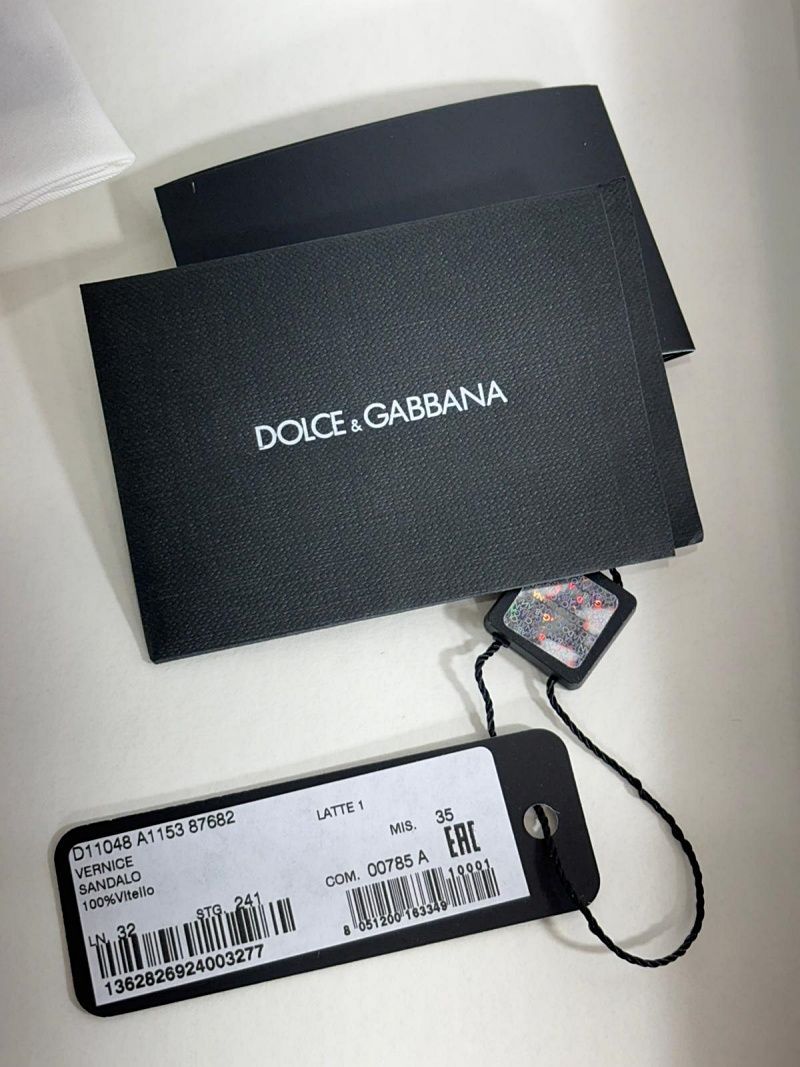 DOLCE & GABBANA
D11048 A1153 87682
LATTE 1
VERNICE
MIS. 35
SANDALO
EAC
100%Vitello
COM. 00785 A
10001
LN. 32
STG. 241
8 051200 163349
1362826924003277